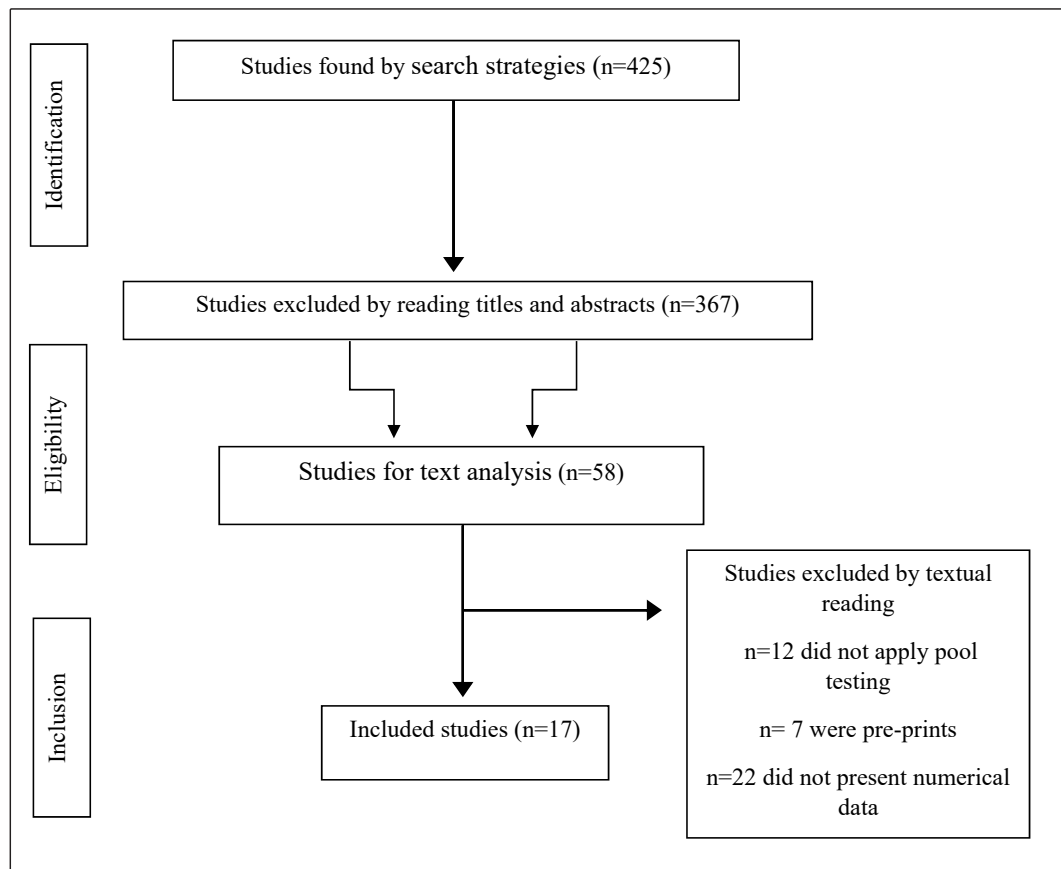 Identification
Studies found by search strategies (n=425)
Studies excluded by reading titles and abstracts (n=367)
Eligibility
Studies for text analysis (n=58)
Studies excluded by textual
reading
n=12 did not apply pool
testing
n= 7 were pre-prints
n=22 did not present numerical
data
Inclusion
Included studies (n=17)